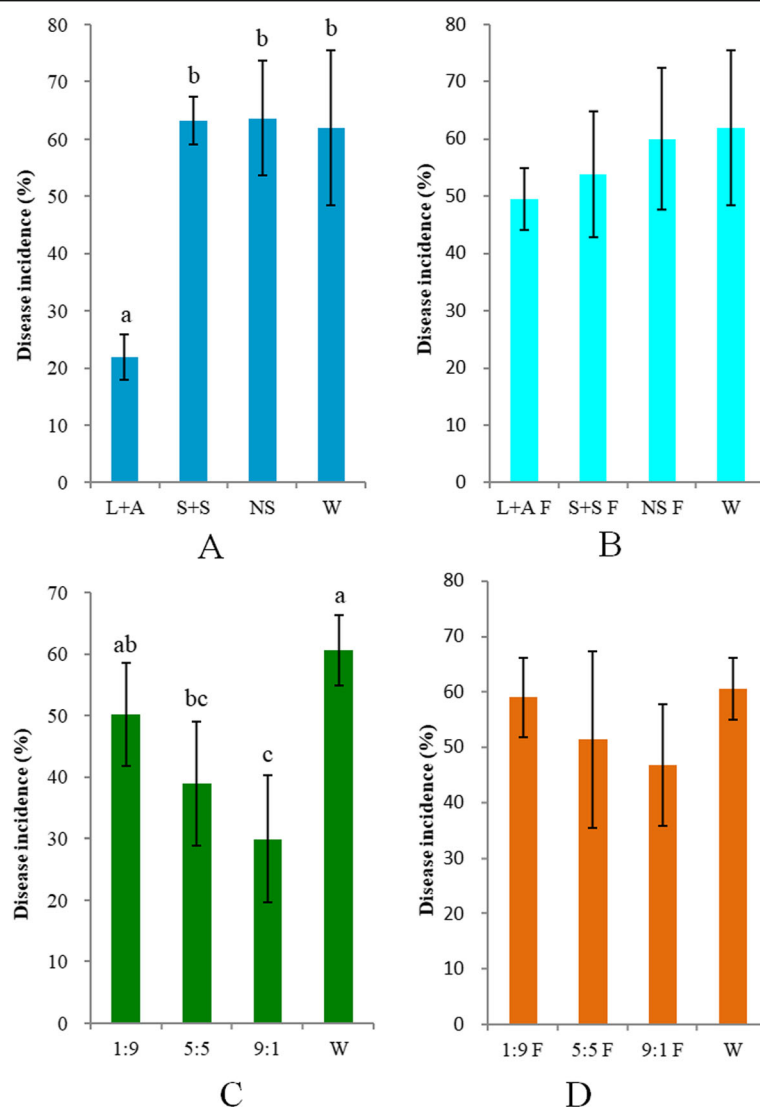 Disease incidence (%)
80
70
60
50
40
30
20
10
0
a
b
b
b
L+A
S+S
NS
W
A
Disease incidence (%)
80
70
60
50
40
30
20
10
0
L+A F
S+S F
NS F
W
B
Disease incidence (%)
70
60
50
40
30
20
10
0
ab
bc
c
a
1:9
5:5
9:1
W
C
Disease incidence (%)
80
70
60
50
40
30
20
10
0
1:9 F
5:5 F
9:1 F
W
D